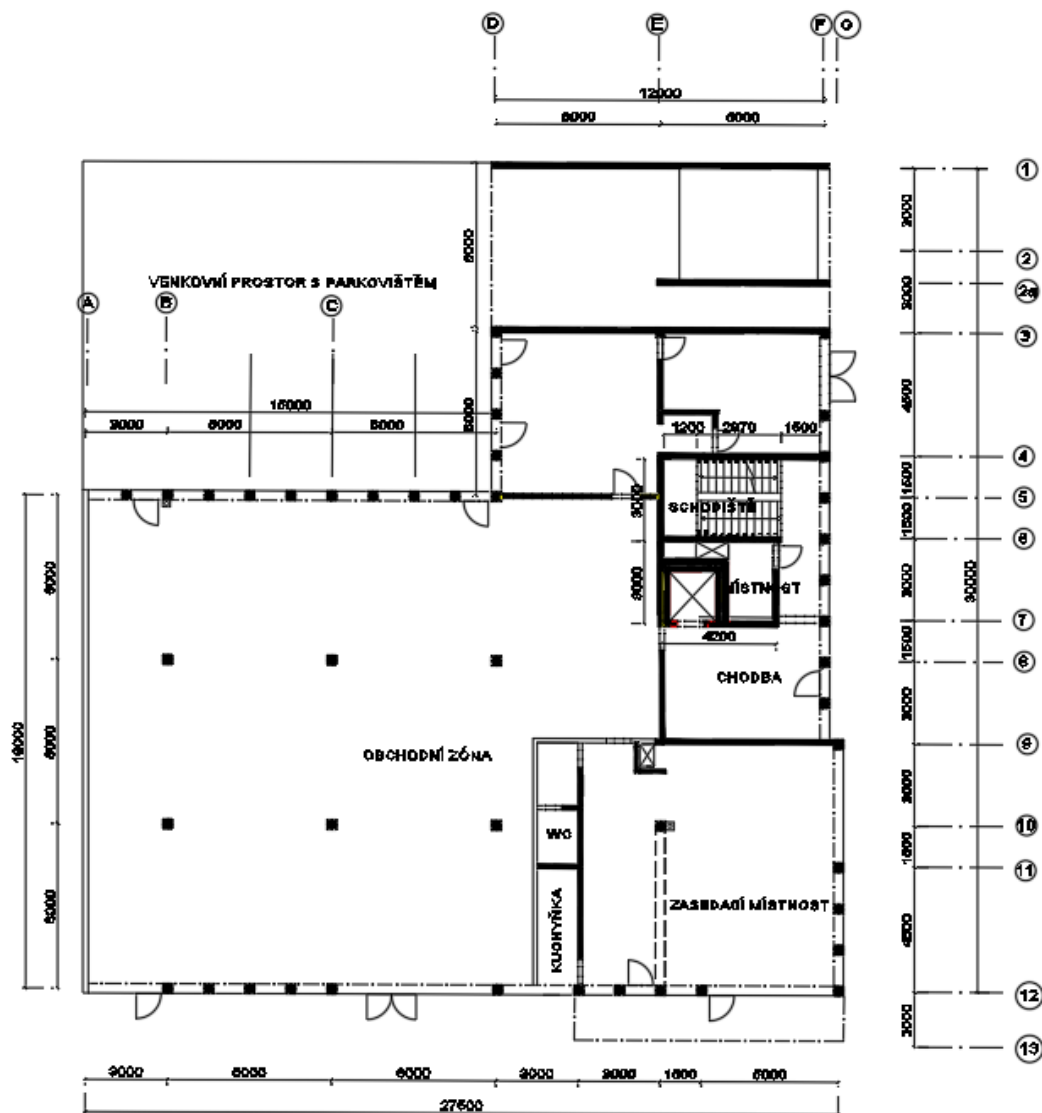 D E F G
12000
6000 6000
1
3000
6000
2
VENKOVNÍ PROSTOR S PARKOVIŠTĚM
2a
A B C
3000
3
4500
15000
3000 6000 6000
6000
1200 2970 1500
4
1500
3000
5
SCHODIŠTĚ
1500
6
6000
3000
MÍSTNOST
3000
30000
7
4200
1500
8
CHODBA
3000
18000
6000
OBCHODNÍ ZÓNA
9
3000
10
WC
1500
11
6000
KUCHYŇKA
ZASEDACÍ MÍSTNOST
4500
12
2000
13
3000 6000 6000 3000 3000 1500 5000
27500